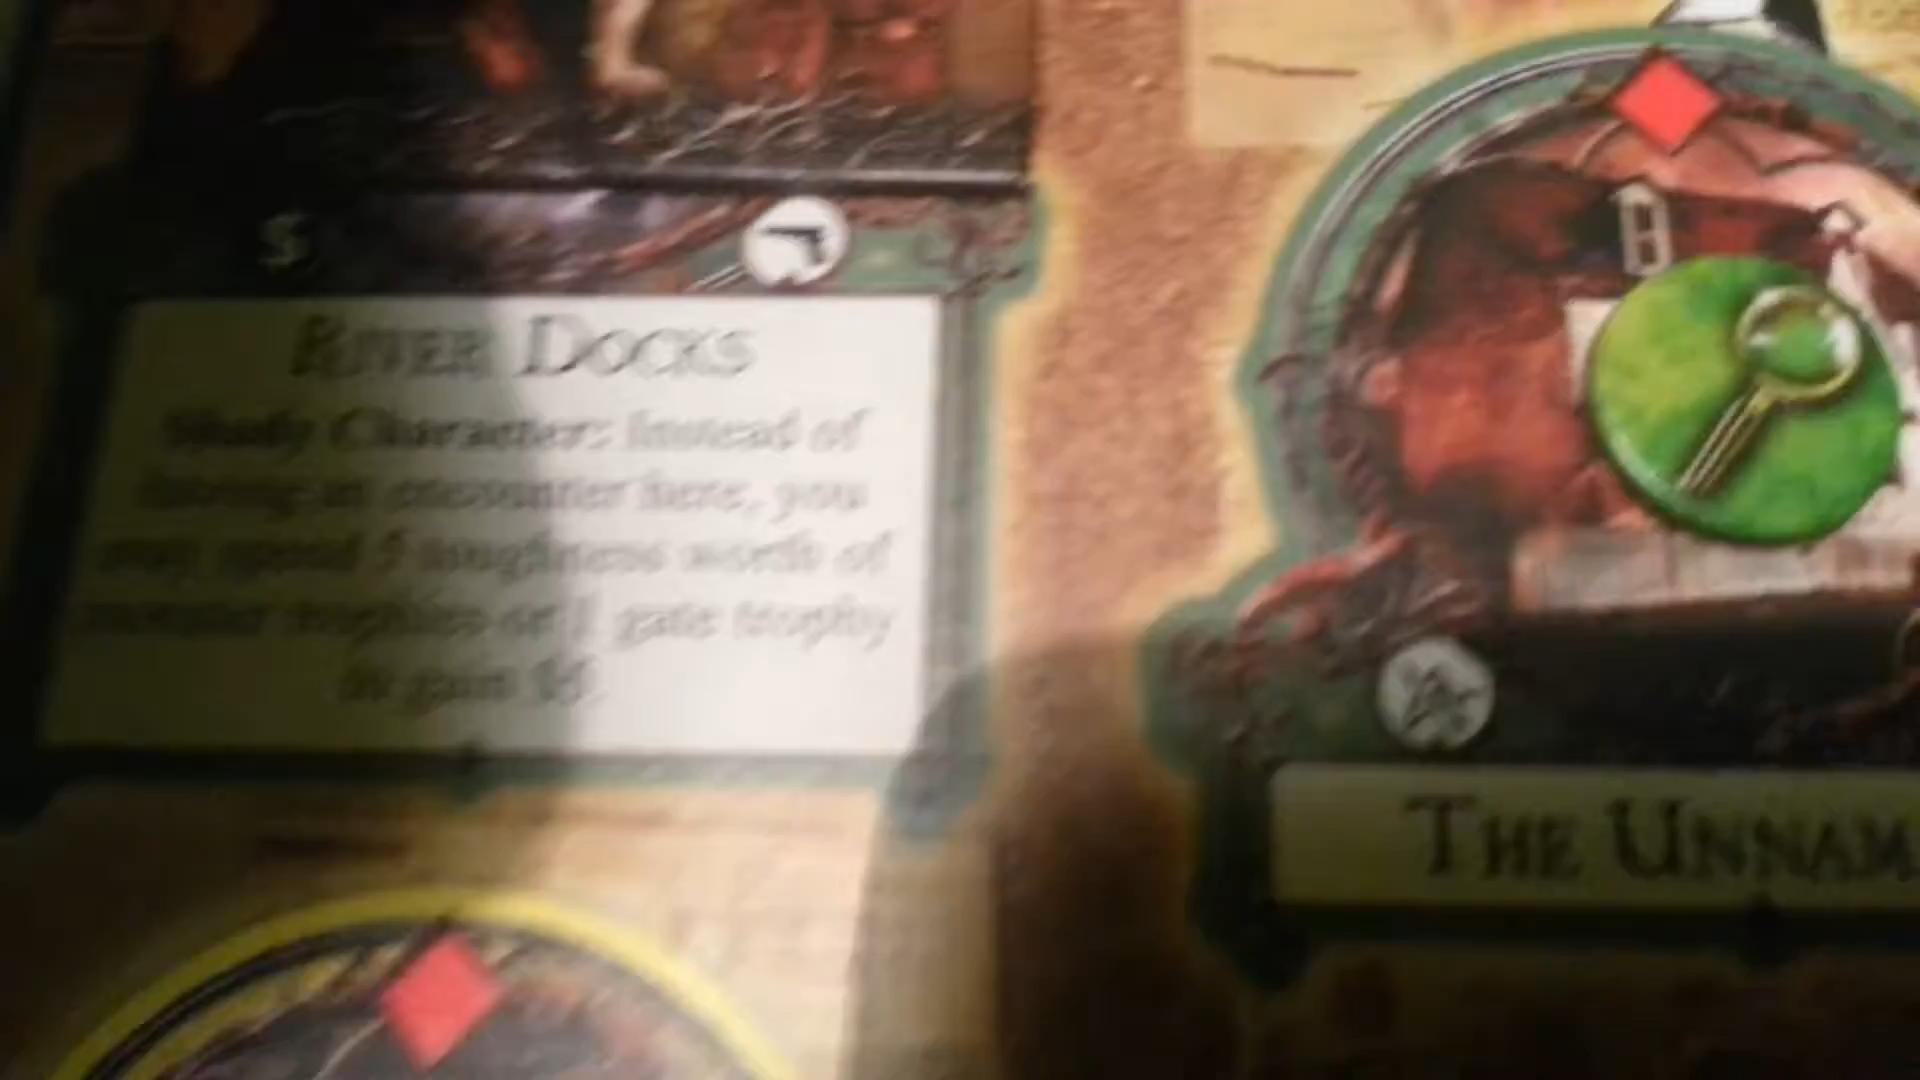 $
RIVER DOCKS
Shady Character: Instead of
having an encounter here, you
may spend 5 toughness worth of
monster trophies or 1 gate trophy
to gain $5.
THE UNNAM